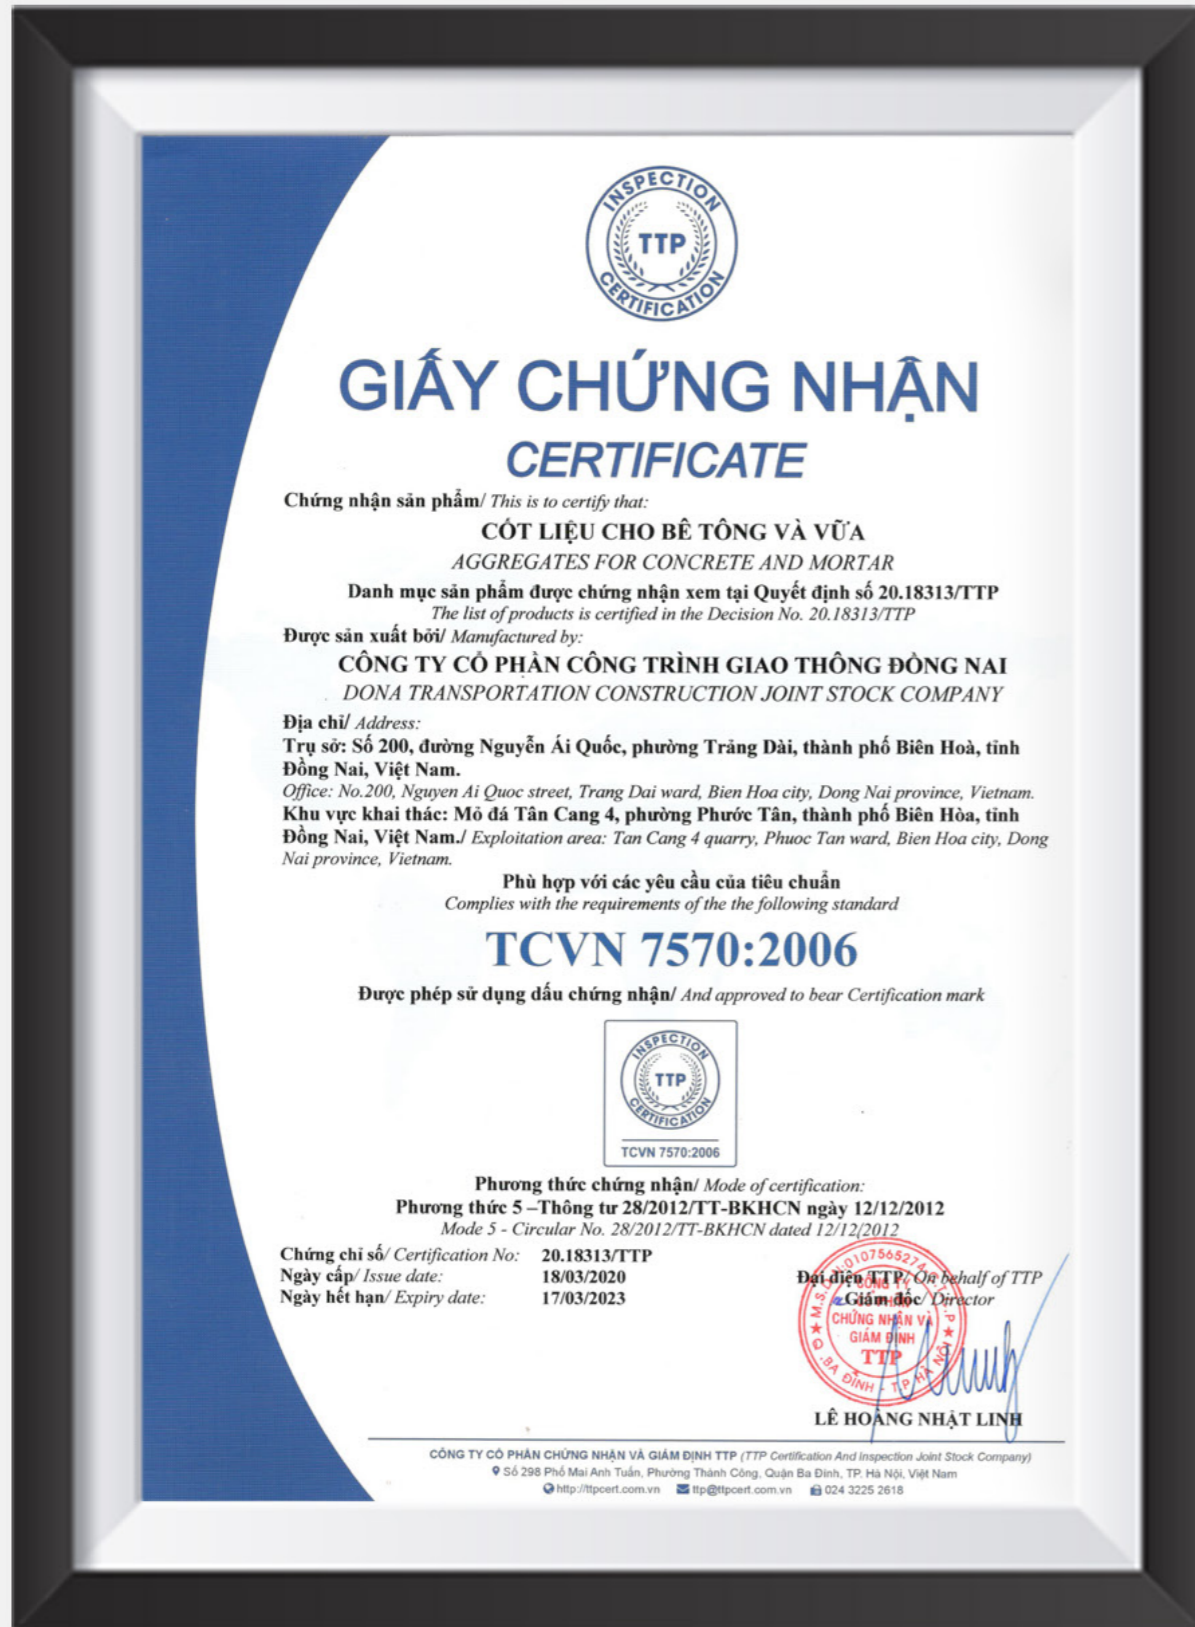 INSPECTION
TTP
CERTIFICATION
GIẤY CHỨNG NHẬN
CERTIFICATE
Chứng nhận sản phẩm/ This is to certify that:
CỐT LIỆU CHO BÊ TÔNG VÀ VỮA
AGGREGATES FOR CONCRETE AND MORTAR
Danh mục sản phẩm được chứng nhận xem tại Quyết định số 20.18313/TTP
The list of products is certified in the Decision No. 20.18313/TTP
Được sản xuất bởi/ Manufactured by:
CÔNG TY CỔ PHẦN CÔNG TRÌNH GIAO THÔNG ĐỒNG NAI
DONA TRANSPORTATION CONSTRUCTION JOINT STOCK COMPANY
Địa chỉ/ Address:
Trụ sở: Số 200, đường Nguyễn Ái Quốc, phường Trảng Dài, thành phố Biên Hoà, tỉnh
Đồng Nai, Việt Nam.
Office: No.200, Nguyen Ai Quoc street, Trang Dai ward, Bien Hoa city, Dong Nai province, Vietnam.
Khu vực khai thác: Mỏ đá Tân Cang 4, phường Phước Tân, thành phố Biên Hòa, tỉnh
Đồng Nai, Việt Nam./ Exploitation area: Tan Cang 4 quarry, Phuoc Tan ward, Bien Hoa city, Dong
Nai province, Vietnam.
Phù hợp với các yêu cầu của tiêu chuẩn
Complies with the requirements of the the following standard
TCVN 7570:2006
Được phép sử dụng dấu chứng nhận/ And approved to bear Certification mark
INSPECTION
TTP
CERTIFICATION
TCVN 7570:2006
Phương thức chứng nhận/ Mode of certification:
Phương thức 5 –Thông tư 28/2012/TT-BKHCN ngày 12/12/2012
Mode 5 - Circular No. 28/2012/TT-BKHCN dated 12/12/2012
Chứng chỉ số/ Certification No: 20.18313/TTP
Ngày cấp/ Issue date: 18/03/2020
Ngày hết hạn/ Expiry date: 17/03/2023
Đại diện TTP/ On behalf of TTP
Giám đốc/ Director
M.S.D.N:0107565274-C.T.C.P
CÔNG TY
CỔ PHẦN
CHỨNG NHẬN VÀ
GIÁM ĐỊNH
TTP
Q. BA ĐÌNH - T.P HÀ NỘI
LÊ HOÀNG NHẬT LINH
CÔNG TY CỔ PHẦN CHỨNG NHẬN VÀ GIÁM ĐỊNH TTP (TTP Certification And Inspection Joint Stock Company)
Số 298 Phố Mai Anh Tuấn, Phường Thành Công, Quận Ba Đình, TP. Hà Nội, Việt Nam
http://ttpcert.com.vn ttp@ttpcert.com.vn 024 3225 2618